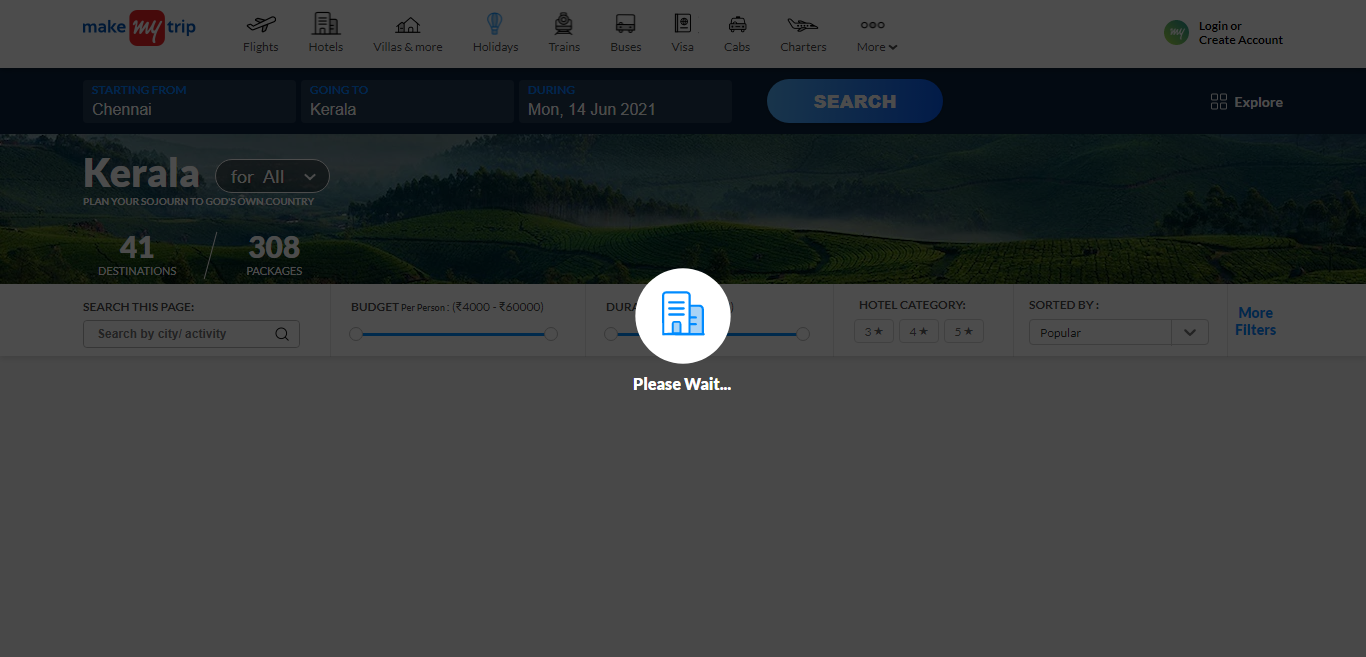 make my trip
Flights
Hotels
Villas & more
Holidays
Trains
Buses
Visa
Cabs
Charters
More
my
Login or
Create Account
STARTING FROM
Chennai
GOING TO
Kerala
DURING
Mon, 14 Jun 2021
SEARCH
Explore
Kerala
for All
PLAN YOUR SOJOURN TO GOD'S OWN COUNTRY
41
DESTINATIONS
308
PACKAGES
SEARCH THIS PAGE:
Search by city/ activity
BUDGET Per Person : (₹4000 - ₹60000)
HOTEL CATEGORY:
3 ★
4 ★
5 ★
SORTED BY :
Popular
More
Filters
Please Wait...